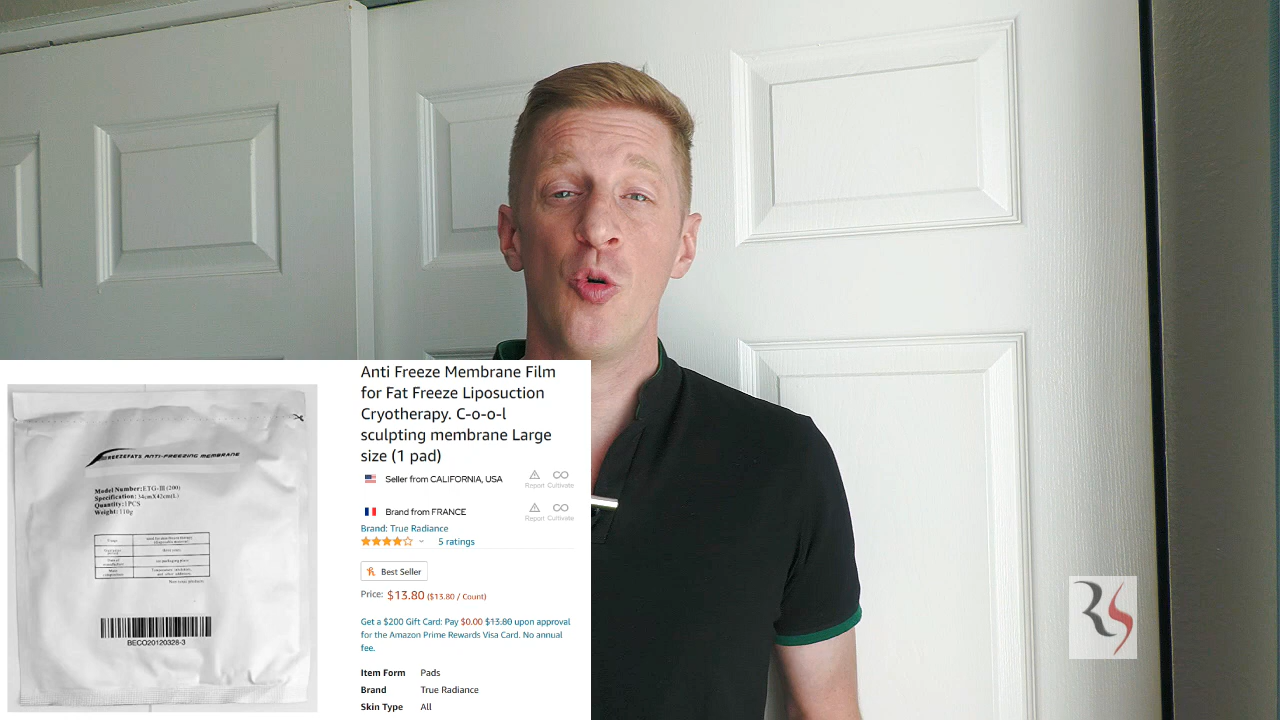 FREEZEFATS ANTI-FREEZING MEMBRANE
Model Number:ETG-III(200)
Specification:34cmX42cm(L)
Quantity:1PCS
Weight:110g
BECO20120328-3
Anti Freeze Membrane Film
for Fat Freeze Liposuction
Cryotherapy. C-o-o-l
sculpting membrane Large
size (1 pad)
Seller from CALIFORNIA, USA
Report Cultivate
Brand from FRANCE
Report Cultivate
Brand: True Radiance
5 ratings
Best Seller
Price: $13.80 ($13.80 / Count)
Get a $200 Gift Card: Pay $0.00 $13.80 upon approval
for the Amazon Prime Rewards Visa Card. No annual
fee.
Item Form Pads
Brand True Radiance
Skin Type All
RS